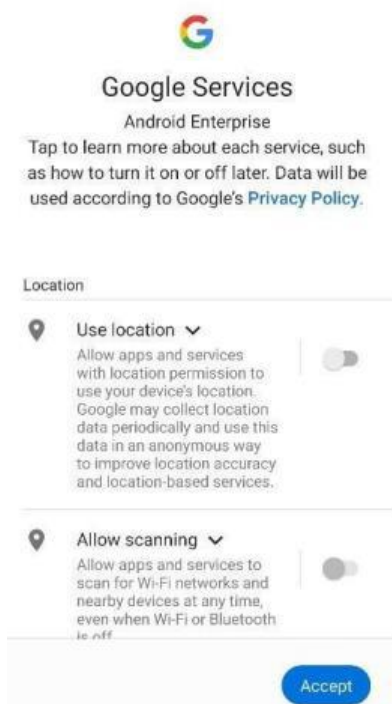 Google Services
Android Enterprise
Tap to learn more about each service, such
as how to turn it on or off later. Data will be
used according to Google's Privacy Policy.
Location
Use location
Allow apps and services
with location permission to
use your device's location.
Google may collect location
data periodically and use this
data in an anonymous way
to improve location accuracy
and location-based services.
Allow scanning
Allow apps and services to
scan for Wi-Fi networks and
nearby devices at any time,
even when Wi-Fi or Bluetooth
is off
Accept